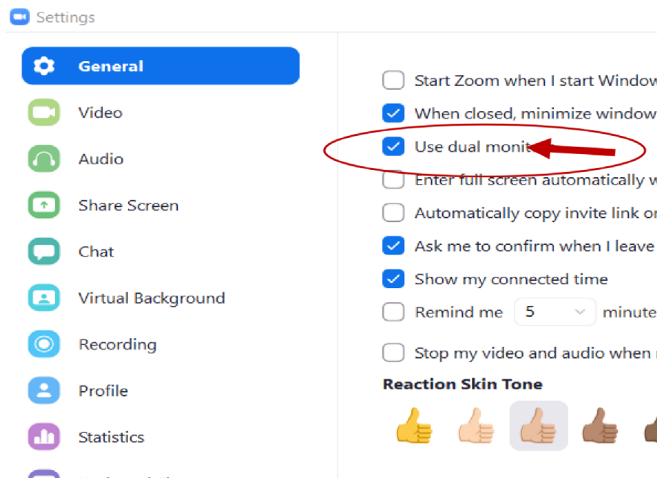 Settings
General
Video
Audio
Share Screen
Chat
Virtual Background
Recording
Profile
Statistics
Start Zoom when I start Window
When closed, minimize window
Use dual monit
Enter full screen automatically w
Automatically copy invite link o
Ask me to confirm when I leave
Show my connected time
Remind me 5 minute
Stop my video and audio when
Reaction Skin Tone